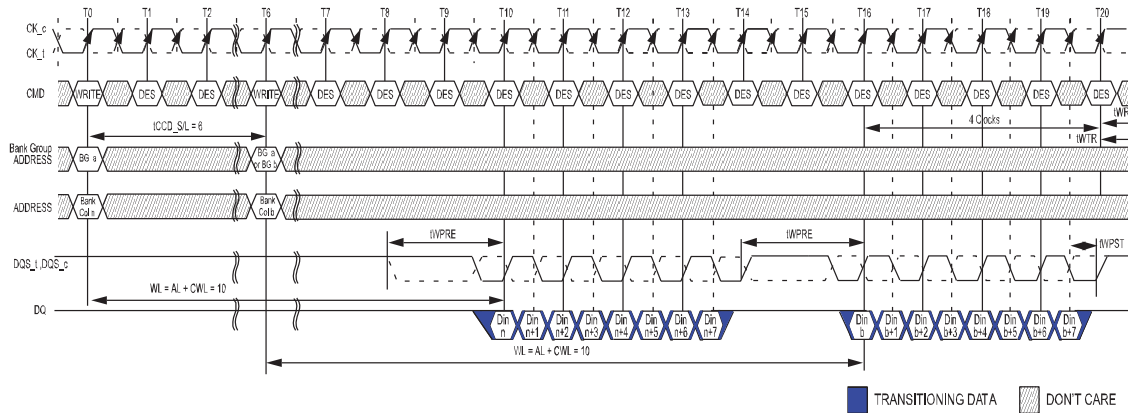 T0 T1 T2 T6 T7 T8 T9 T10 T11 T12 T13 T14 T15 T16 T17 T18 T19 T20
CK_c
CK_t
CMD WRITE DES DES WRITE DES DES DES DES DES DES DES DES DES DES DES DES DES DES
tCCD_S/L = 6
4 Clocks
tWR
tWTR
Bank Group
ADDRESS
BG a
BG a
or BG b
ADDRESS
Bank
Col n
Bank
Col b
tWPRE tWPRE tWPST
DQS_t ,DQS_c
WL = AL + CWL = 10
DQ
Din
n
Din
n+1
Din
n+2
Din
n+3
Din
n+4
Din
n+5
Din
n+6
Din
n+7
Din
b
Din
b+1
Din
b+2
Din
b+3
Din
b+4
Din
b+5
Din
b+6
Din
b+7
WL = AL + CWL = 10
TRANSITIONING DATA
DON'T CARE